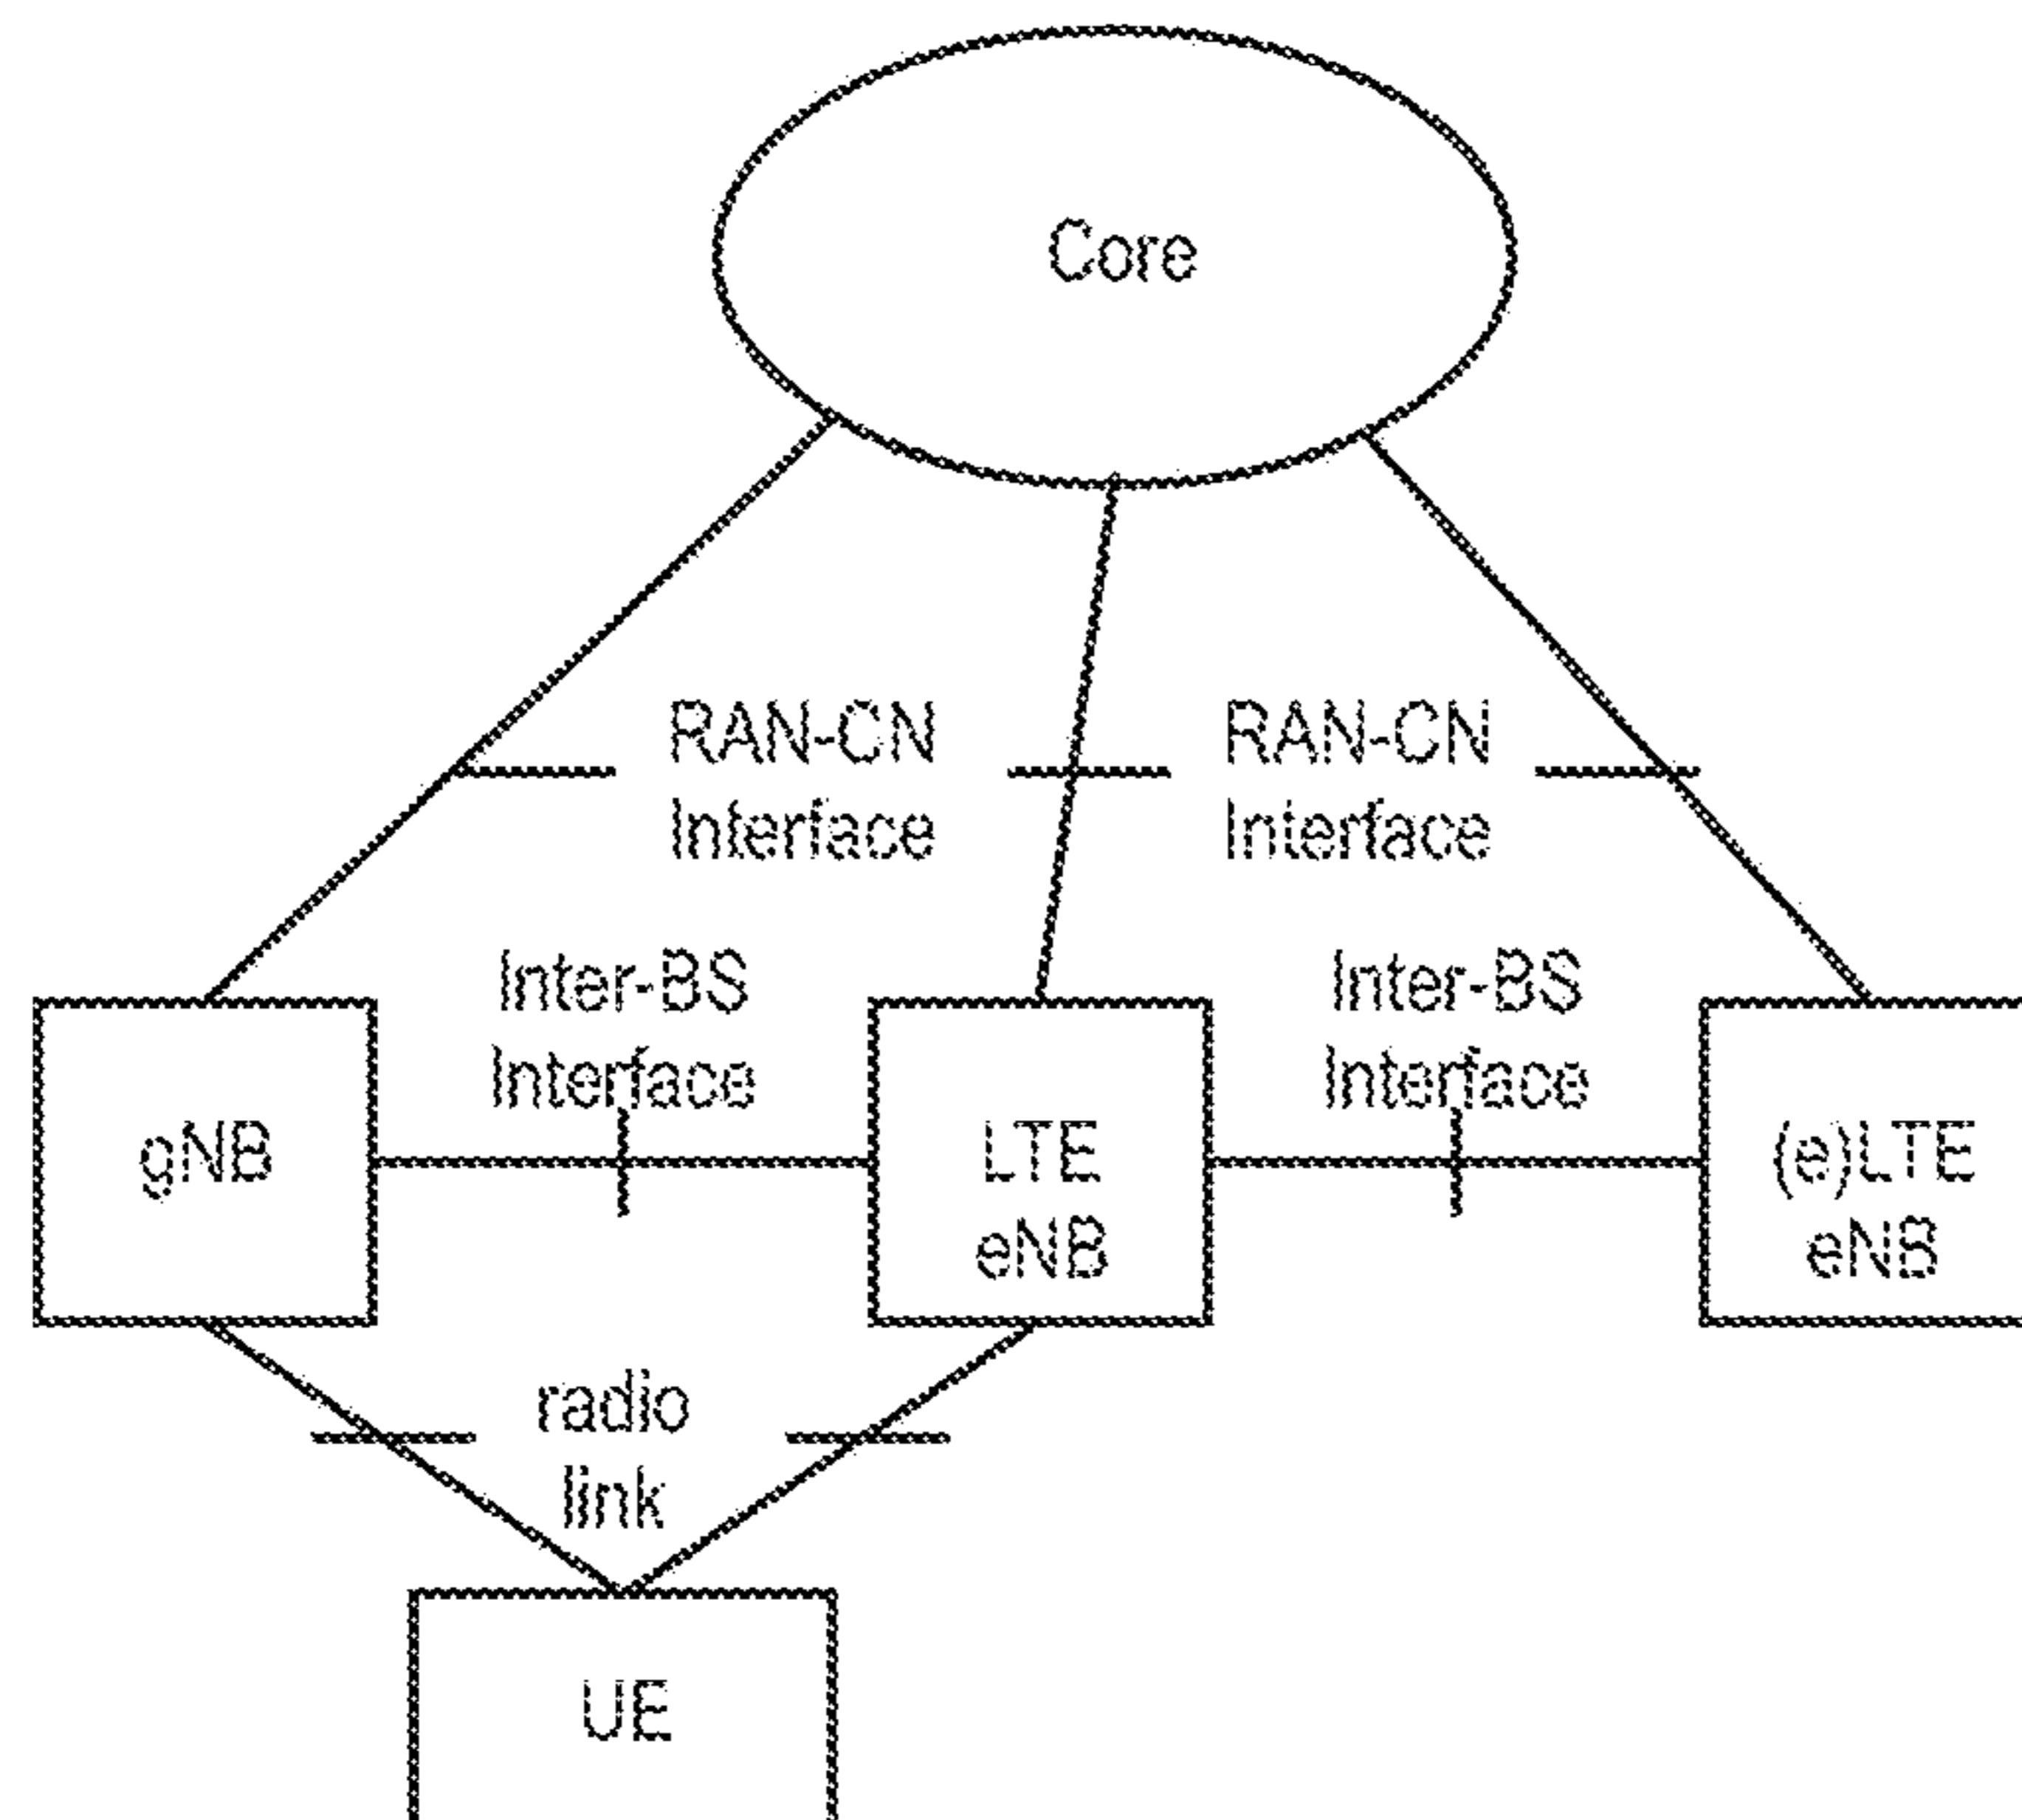 Core
RAN-CN
Interface
RAN-CN
Interface
Inter-BS
Interface
Inter-BS
Interface
gNB
LTE
eNB
(e)LTE
eNB
radio
link
UE